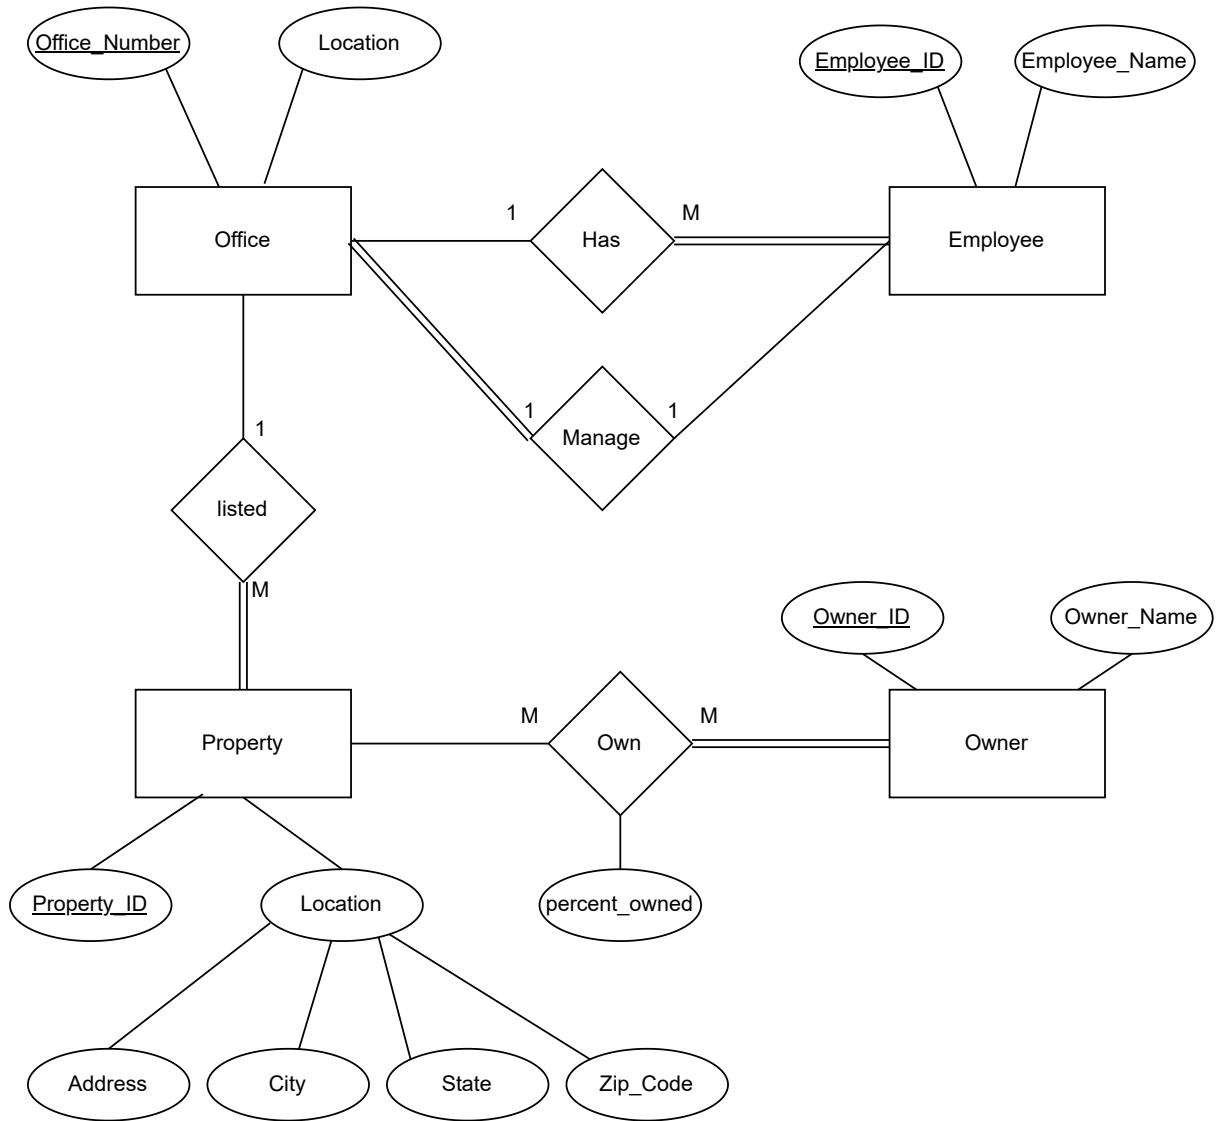 Office_Number
Location
Employee_ID
Employee_Name
Office
1
Has
M
Employee
1
Manage
1
1
listed
M
Owner_ID
Owner_Name
Property
M
Own
M
Owner
Property_ID
Location
percent_owned
Address
City
State
Zip_Code